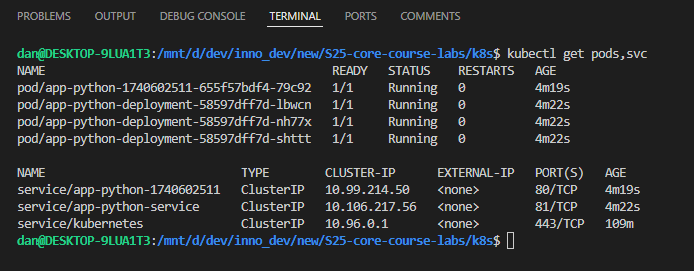 PROBLEMS OUTPUT DEBUG CONSOLE TERMINAL PORTS COMMENTS
dan@DESKTOP-9LUA1T3:/mnt/d/dev/inno_dev/new/S25-core-course-labs/k8s$ kubectl get pods,svc
NAME READY STATUS RESTARTS AGE
pod/app-python-1740602511-655f57bdf4-79c92 1/1 Running 0 4m19s
pod/app-python-deployment-58597dff7d-lbwcn 1/1 Running 0 4m22s
pod/app-python-deployment-58597dff7d-nh77x 1/1 Running 0 4m22s
pod/app-python-deployment-58597dff7d-shttt 1/1 Running 0 4m22s
NAME TYPE CLUSTER-IP EXTERNAL-IP PORT(S) AGE
service/app-python-1740602511 ClusterIP 10.99.214.50 <none> 80/TCP 4m19s
service/app-python-service ClusterIP 10.106.217.56 <none> 81/TCP 4m22s
service/kubernetes ClusterIP 10.96.0.1 <none> 443/TCP 109m
dan@DESKTOP-9LUA1T3:/mnt/d/dev/inno_dev/new/S25-core-course-labs/k8s$